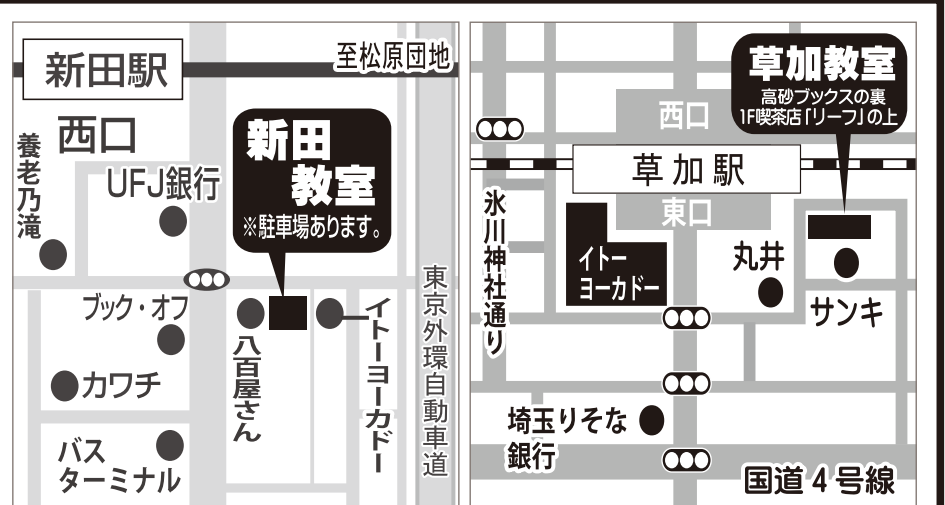 新田駅
至松原団地
西口
養老乃滝
UFJ銀行
新田
教室
※駐車場あります。
ブック・オフ
カワチ
バス
ターミナル
八百屋さん
イトーヨーカドー
東京外環自動車道
草加教室
高砂ブックスの裏
1F喫茶店「リーフ」の上
西口
草加駅
東口
氷川神社通り
イトー
ヨーカドー
丸井
サンキ
埼玉りそな
銀行
国道4号線